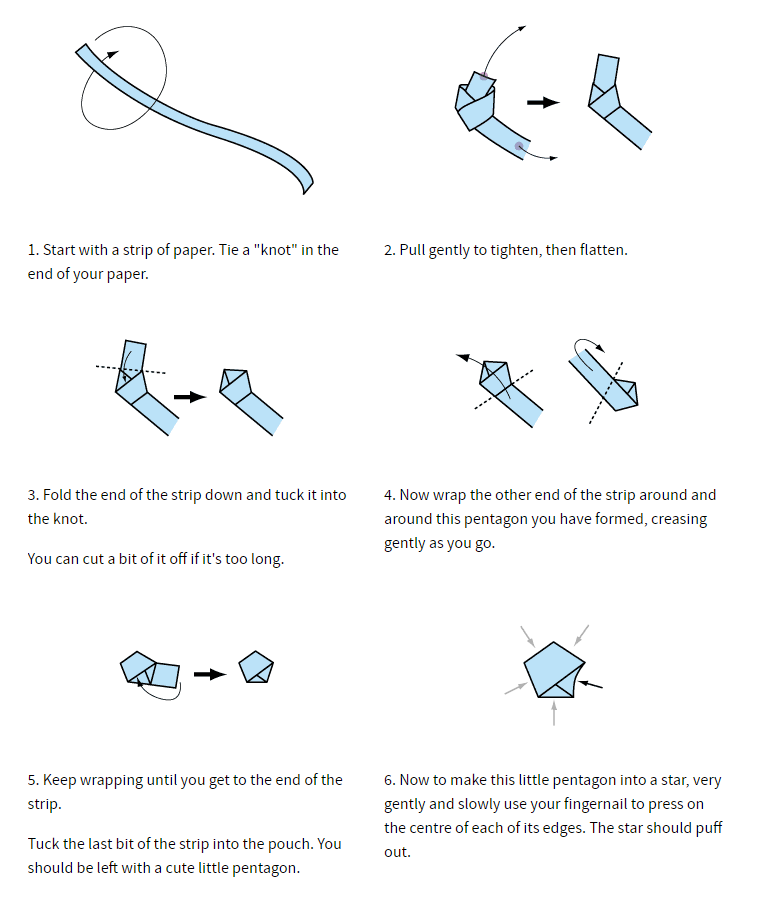 1. Start with a strip of paper. Tie a "knot" in the
end of your paper.
2. Pull gently to tighten, then flatten.
3. Fold the end of the strip down and tuck it into
the knot.
You can cut a bit of it off if it's too long.
4. Now wrap the other end of the strip around and
around this pentagon you have formed, creasing
gently as you go.
5. Keep wrapping until you get to the end of the
strip.
Tuck the last bit of the strip into the pouch. You
should be left with a cute little pentagon.
6. Now to make this little pentagon into a star, very
gently and slowly use your fingernail to press on
the centre of each of its edges. The star should puff
out.